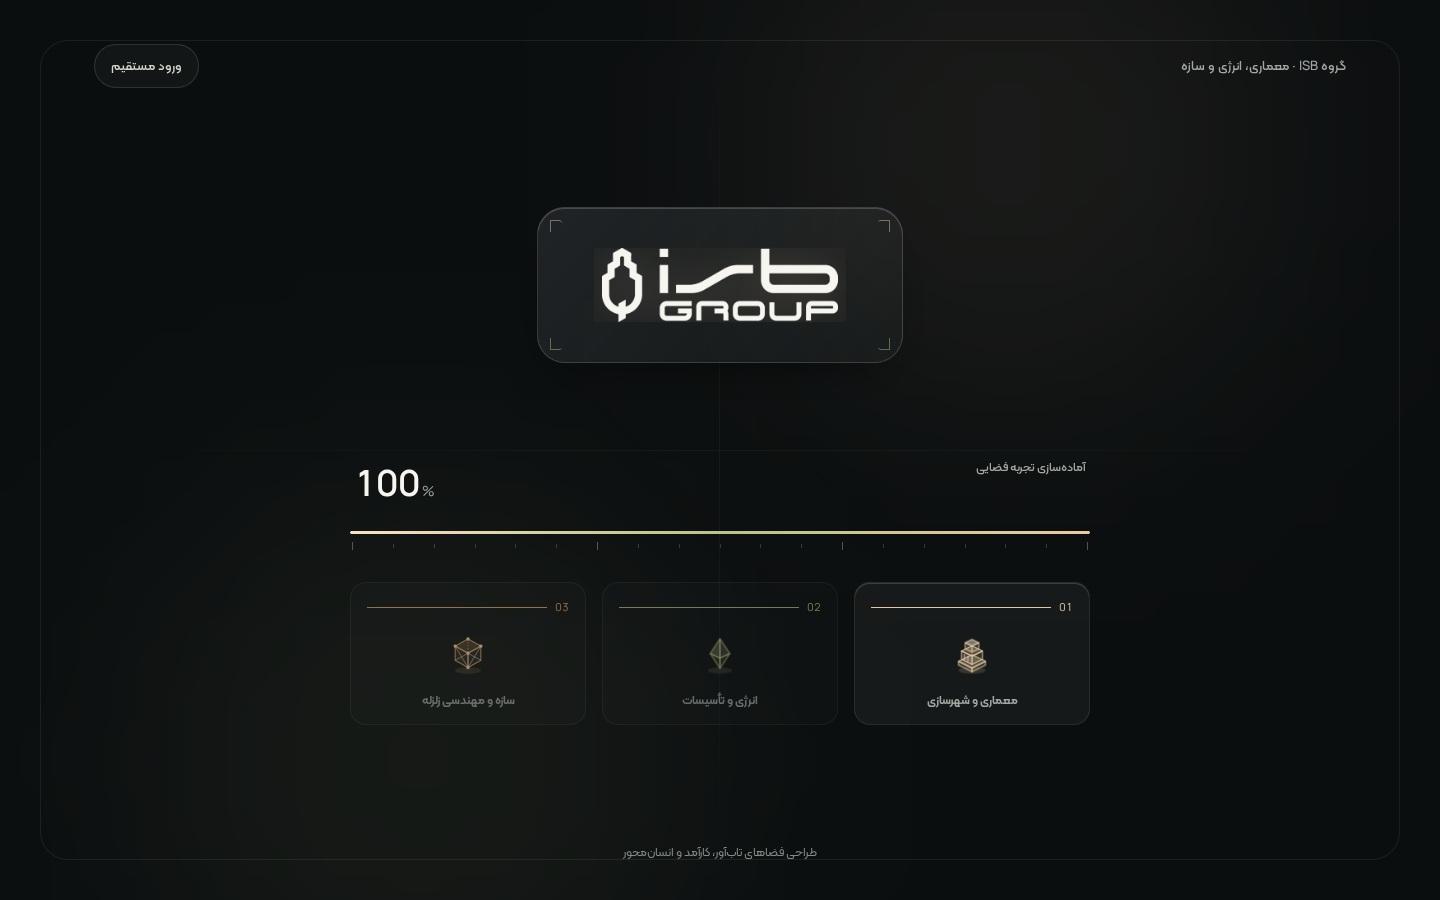 گروه ISB · معماری، انرژی و سازه
ورود مستقیم
isb
GROUP
آماده‌سازی تجربه فضایی
100%
01
معماری و شهرسازی
02
انرژی و تأسیسات
03
سازه و مهندسی زلزله
طراحی فضاهای تاب‌آور، کارآمد و انسان‌محور